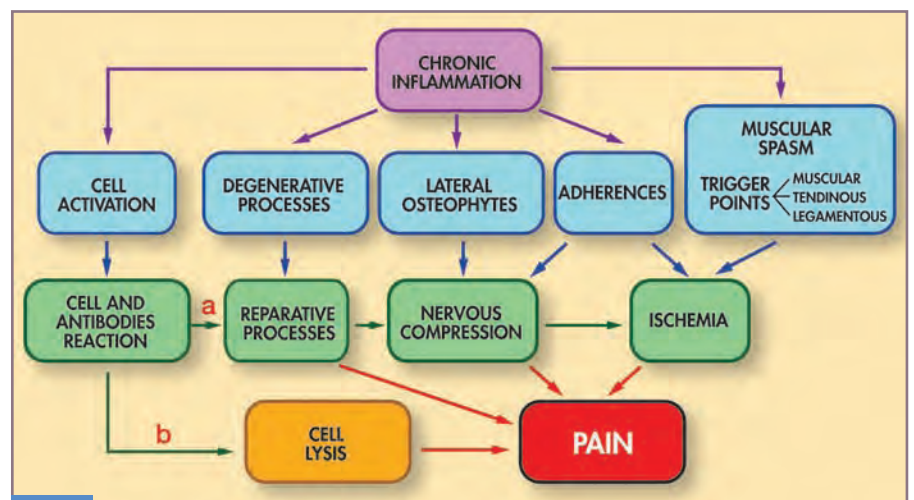 CHRONIC
INFLAMMATION
CELL
ACTIVATION
DEGENERATIVE
PROCESSES
LATERAL
OSTEOPHYTES
ADHERENCES
MUSCULAR
SPASM
TRIGGER
POINTS
MUSCULAR
TENDINOUS
LEGAMENTOUS
CELL AND
ANTIBODIES
REACTION
a
REPARATIVE
PROCESSES
NERVOUS
COMPRESSION
ISCHEMIA
b
CELL
LYSIS
PAIN